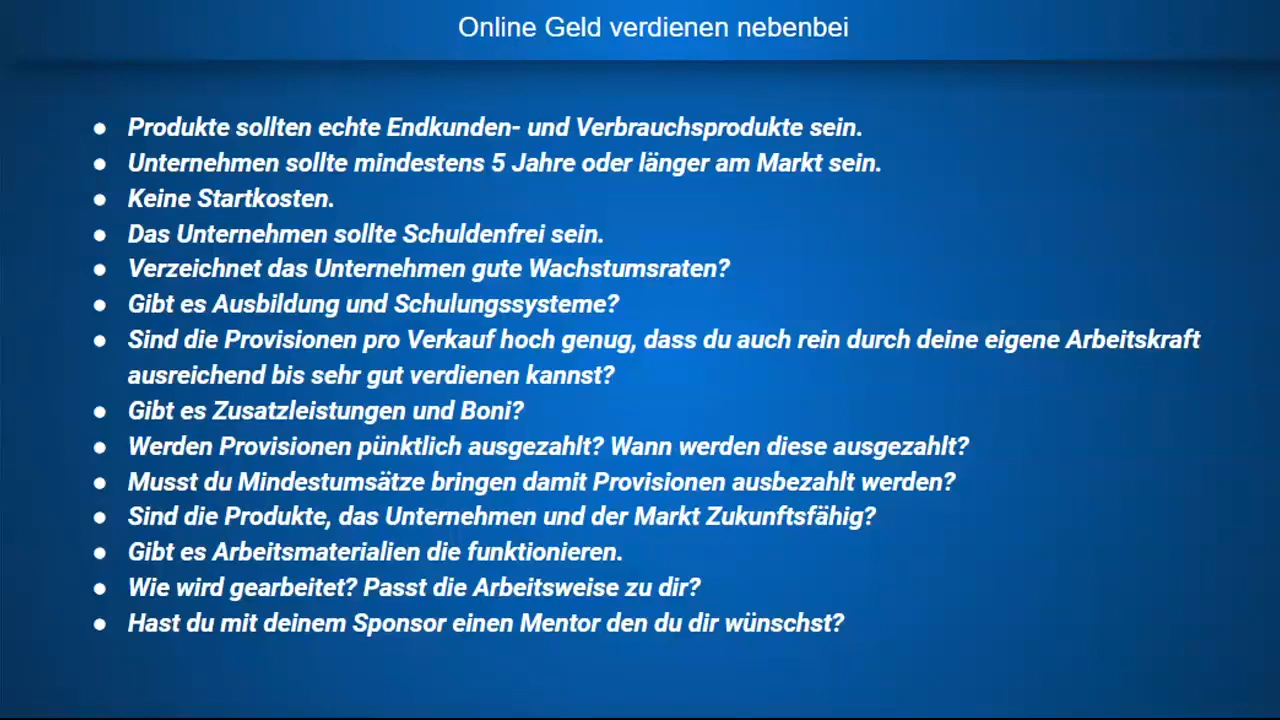 Online Geld verdienen nebenbei
● Produkte sollten echte Endkunden- und Verbrauchsprodukte sein.
● Unternehmen sollte mindestens 5 Jahre oder länger am Markt sein.
● Keine Startkosten.
● Das Unternehmen sollte Schuldenfrei sein.
● Verzeichnet das Unternehmen gute Wachstumsraten?
● Gibt es Ausbildung und Schulungssysteme?
● Sind die Provisionen pro Verkauf hoch genug, dass du auch rein durch deine eigene Arbeitskraft
ausreichend bis sehr gut verdienen kannst?
● Gibt es Zusatzleistungen und Boni?
● Werden Provisionen pünktlich ausgezahlt? Wann werden diese ausgezahlt?
● Musst du Mindestumsätze bringen damit Provisionen ausbezahlt werden?
● Sind die Produkte, das Unternehmen und der Markt Zukunftsfähig?
● Gibt es Arbeitsmaterialien die funktionieren.
● Wie wird gearbeitet? Passt die Arbeitsweise zu dir?
● Hast du mit deinem Sponsor einen Mentor den du dir wünschst?